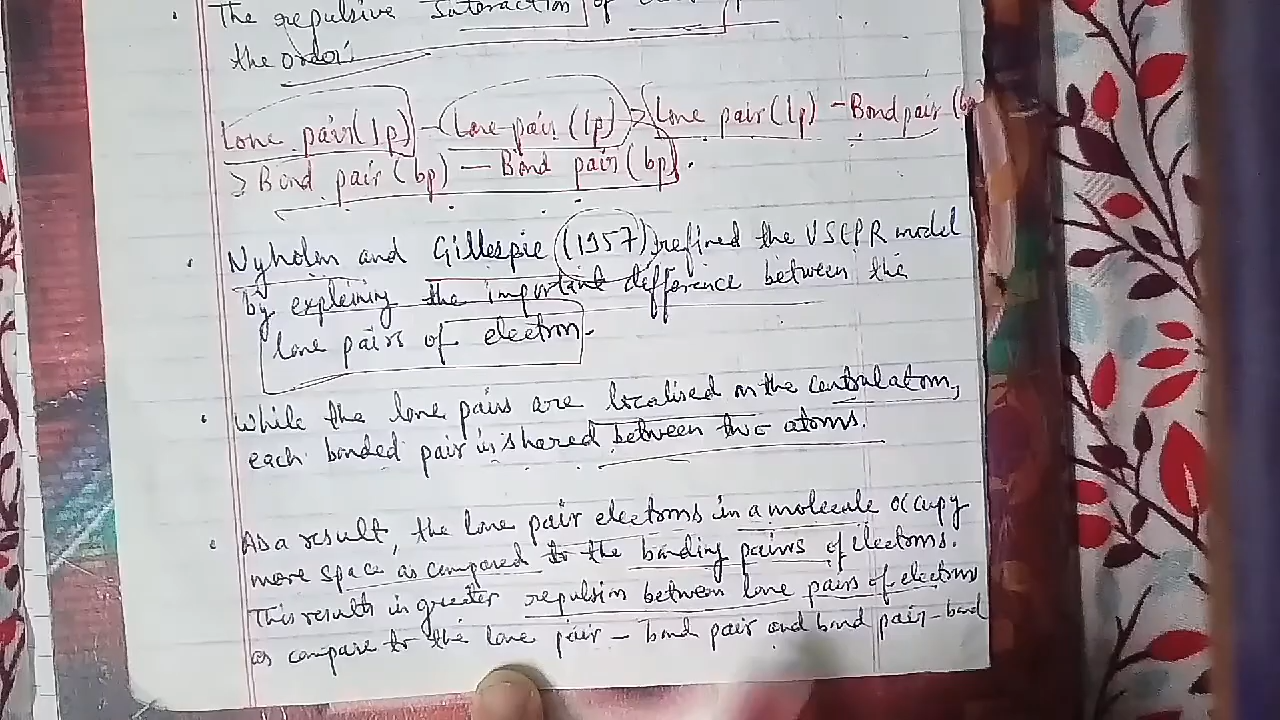 The repulsive Interaction of
the order:
Lone pair(lp) - Lone pair (lp) > Lone pair(lp) - Bond pair (bp
> Bond pair (bp) - Bond pair (bp).
Nyholm and Gillespie (1957) refined the VSEPR model
by explening the important difference between the
lone pairs of electron.
While the lone pairs are localised on the central atom,
each bonded pair is shared between two atoms.
As a result, the lone pair electroms in a molecule occupy
more space as compared to the bonding pairs of electroms.
This results in greater repulsion between lone pairs of electrons
as compare to the lone pair - bond pair and bond pair-bond